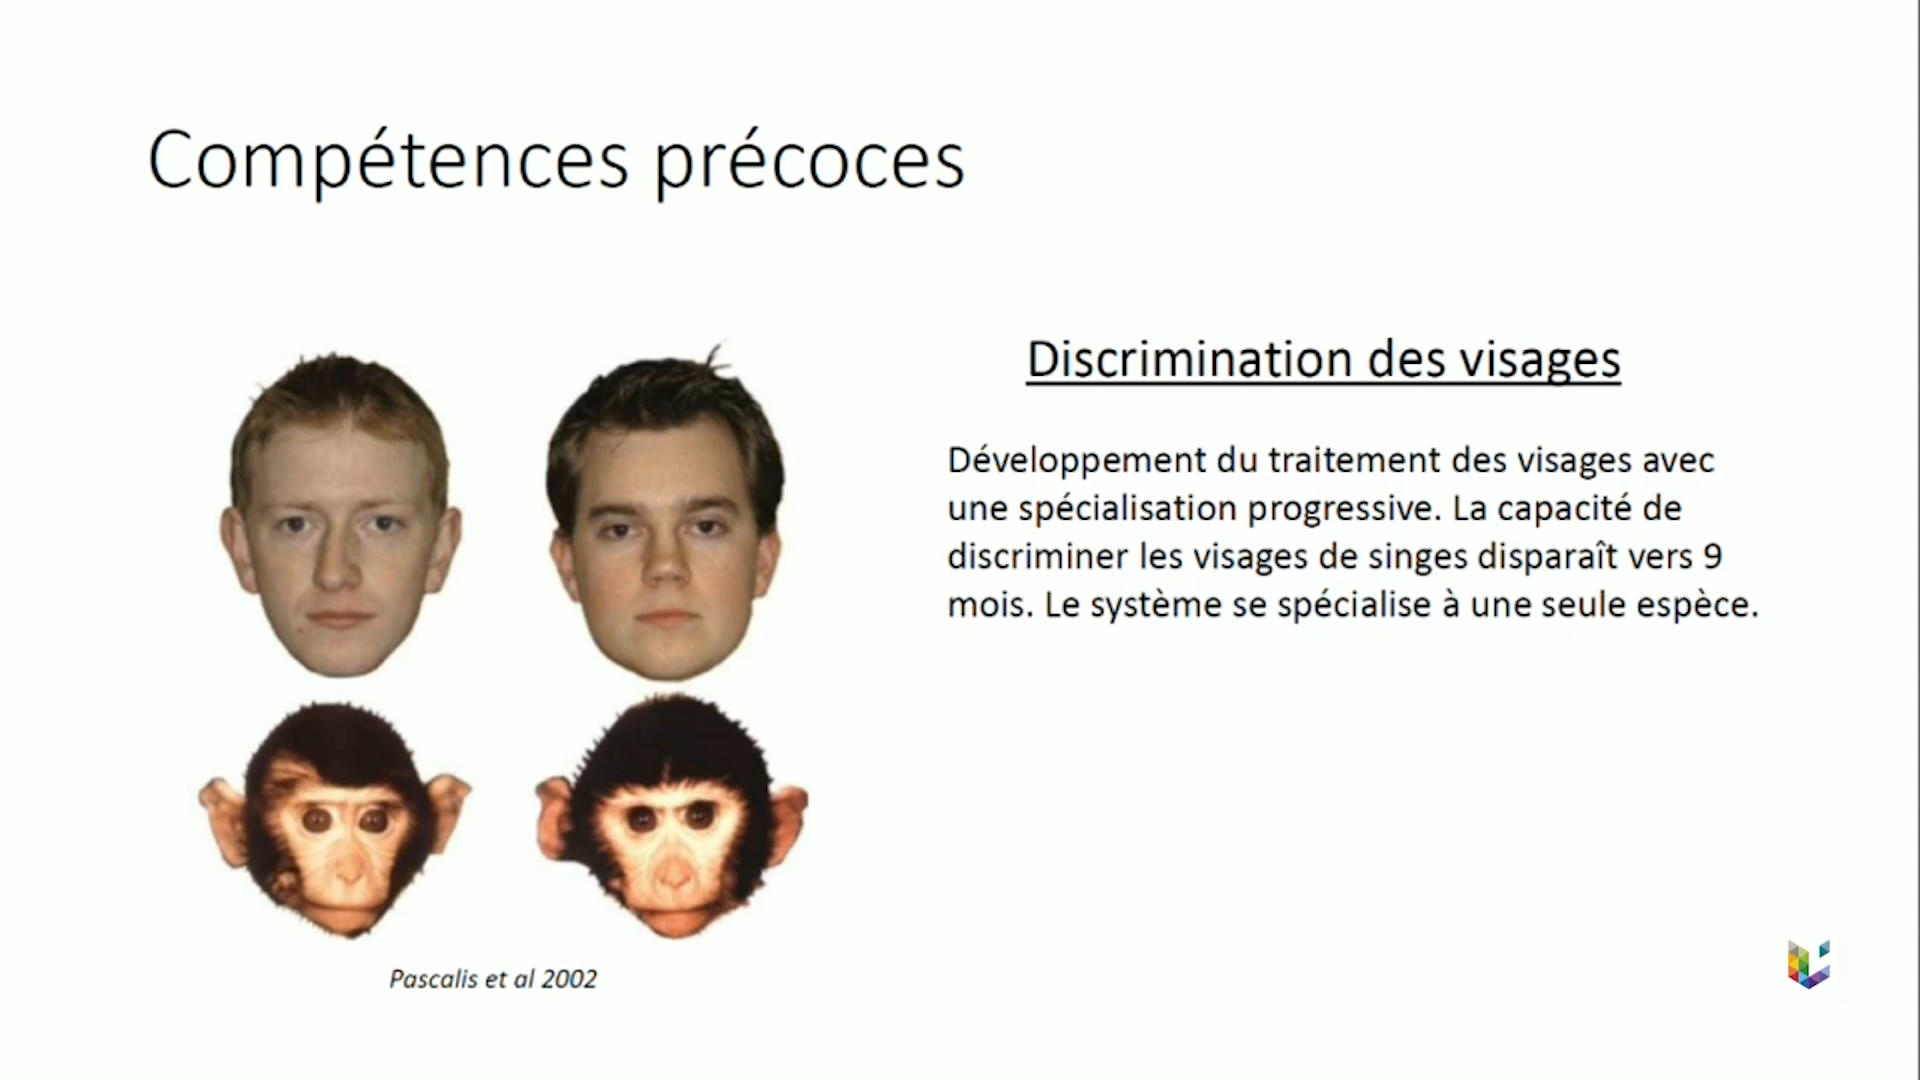 Compétences précoces
Discrimination des visages
Développement du traitement des visages avec
une spécialisation progressive. La capacité de
discriminer les visages de singes disparaît vers 9
mois. Le système se spécialise à une seule espèce.
Pascalis et al 2002